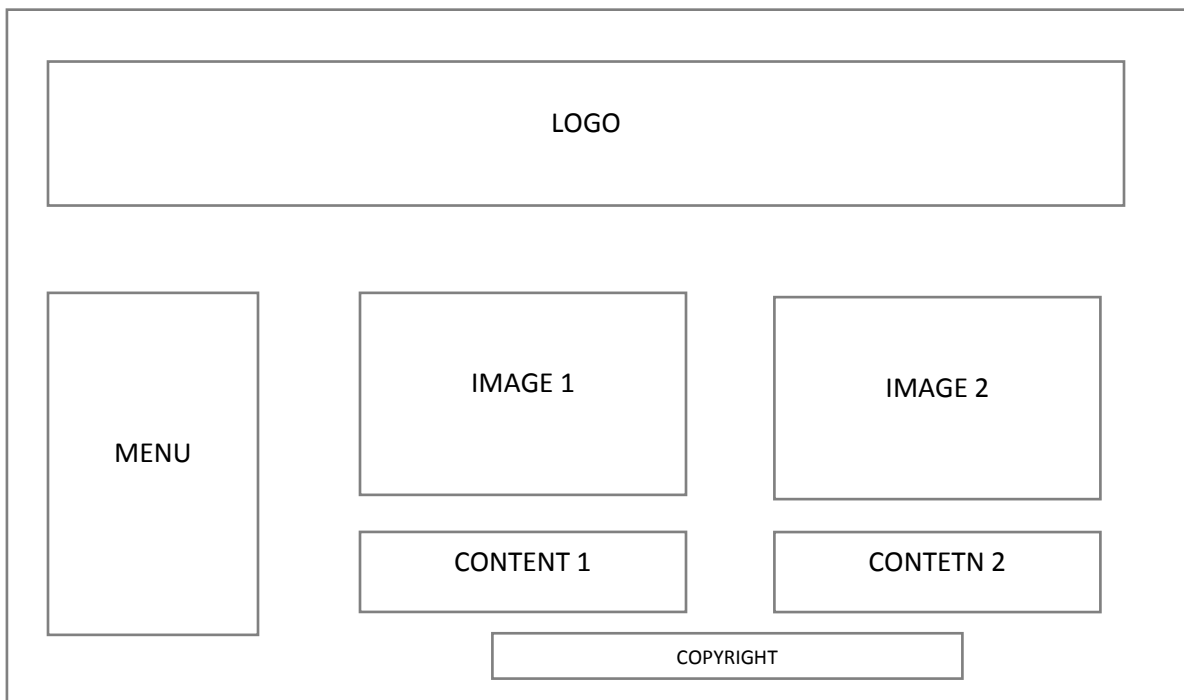 LOGO
MENU
IMAGE 1
IMAGE 2
CONTENT 1
CONTETN 2
COPYRIGHT